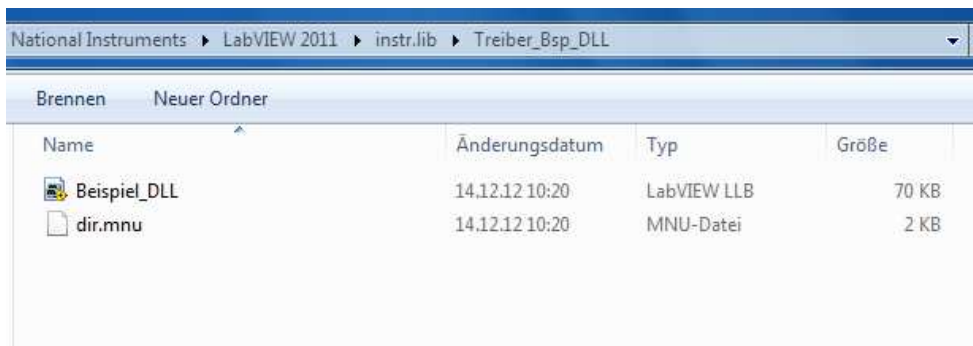 National Instruments ▸ LabVIEW 2011 ▸ instr.lib ▸ Treiber_Bsp_DLL
Brennen Neuer Ordner
Name Änderungsdatum Typ Größe
Beispiel_DLL 14.12.12 10:20 LabVIEW LLB 70 KB
dir.mnu 14.12.12 10:20 MNU-Datei 2 KB